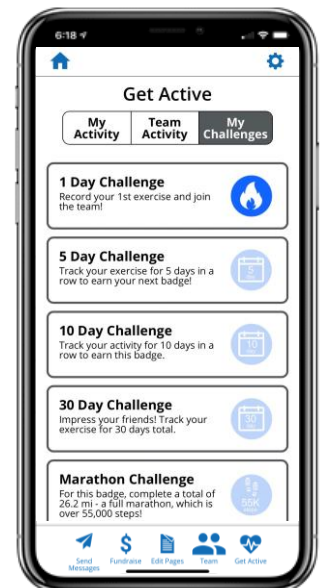 6:18
Get Active
My Activity
Team Activity
My Challenges
1 Day Challenge
Record your 1st exercise and join
the team!
5 Day Challenge
Track your exercise for 5 days in a
row to earn your next badge!
5
10 Day Challenge
Track your activity for 10 days in a
row to earn this badge.
10
30 Day Challenge
Impress your friends! Track your
exercise for 30 days total.
30
Marathon Challenge
For this badge, complete a total of
26.2 mi - a full marathon, which is
over 55,000 steps!
55K
Send
Messages
Fundraise
Edit Pages
Team
Get Active